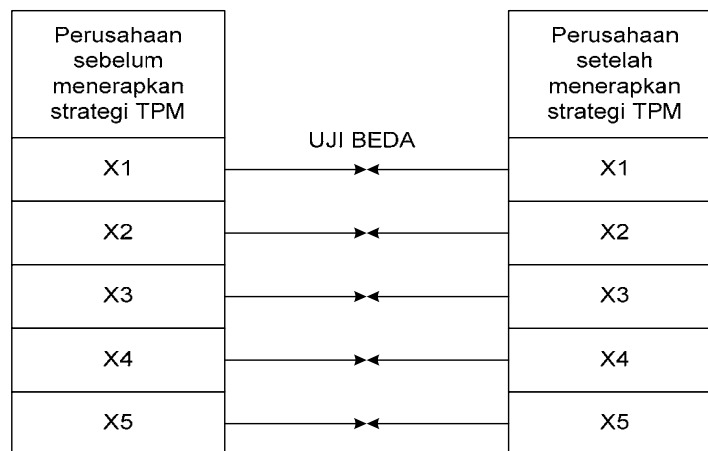 Perusahaan
sebelum
menerapkan
strategi TPM
X1
X2
X3
X4
X5
UJI BEDA
Perusahaan
setelah
menerapkan
strategi TPM
X1
X2
X3
X4
X5